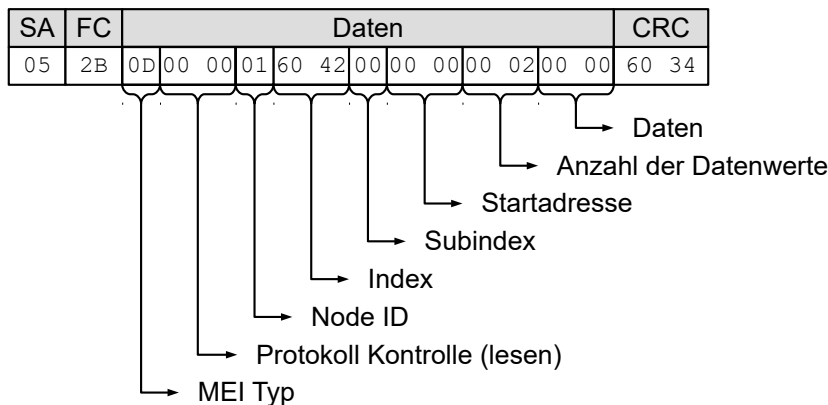 SA FC Daten CRC
05 2B 0D 00 00 01 60 42 00 00 00 00 02 00 00 60 34
Daten
Anzahl der Datenwerte
Startadresse
Subindex
Index
Node ID
Protokoll Kontrolle (lesen)
MEI Typ